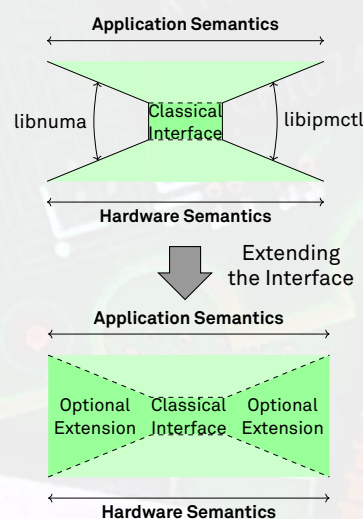 Application Semantics
libnuma
Classical
Interface
libipmctl
Hardware Semantics
Extending
the Interface
Application Semantics
Optional
Extension
Classical
Interface
Optional
Extension
Hardware Semantics